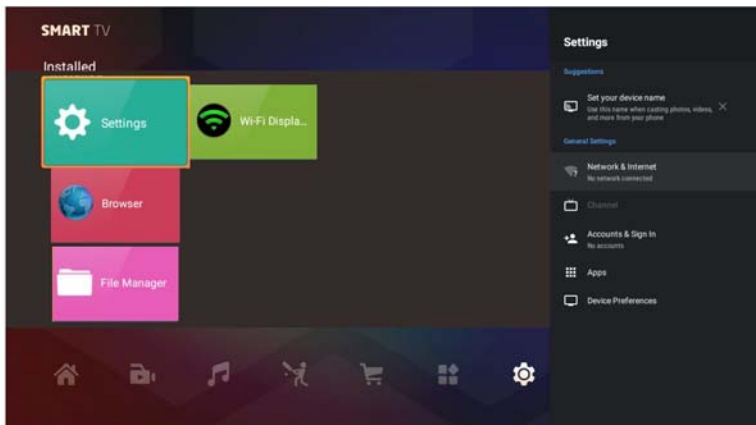 SMART TV
Installed
Settings
Wi-Fi Displa...
Browser
File Manager
Settings
Suggestions
Set your device name
Use this name when casting photos, videos,
and more from your phone
General Settings
Network & Internet
No network connected
Channel
Accounts & Sign In
No accounts
Apps
Device Preferences